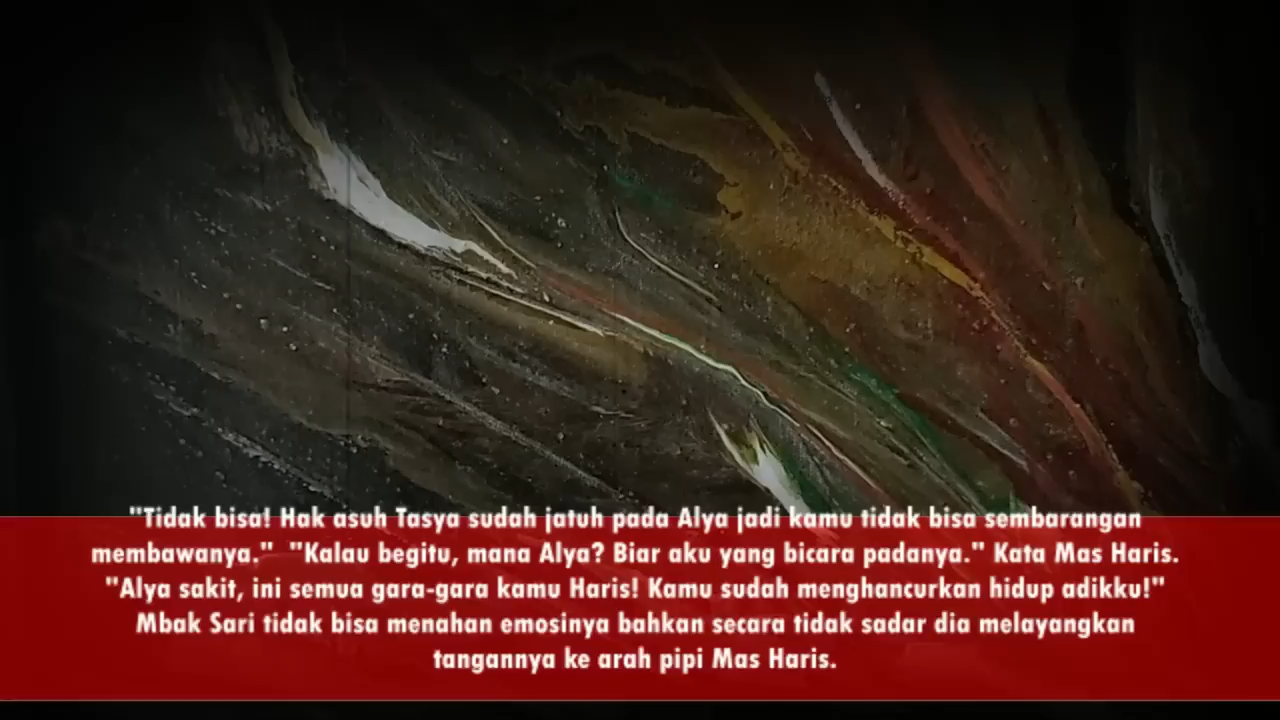 "Tidak bisa! Hak asuh Tasya sudah jatuh pada Alya jadi kamu tidak bisa sembarangan
membawanya."  "Kalau begitu, mana Alya? Biar aku yang bicara padanya." Kata Mas Haris.
"Alya sakit, ini semua gara-gara kamu Haris! Kamu sudah menghancurkan hidup adikku!"
Mbak Sari tidak bisa menahan emosinya bahkan secara tidak sadar dia melayangkan
tangannya ke arah pipi Mas Haris.